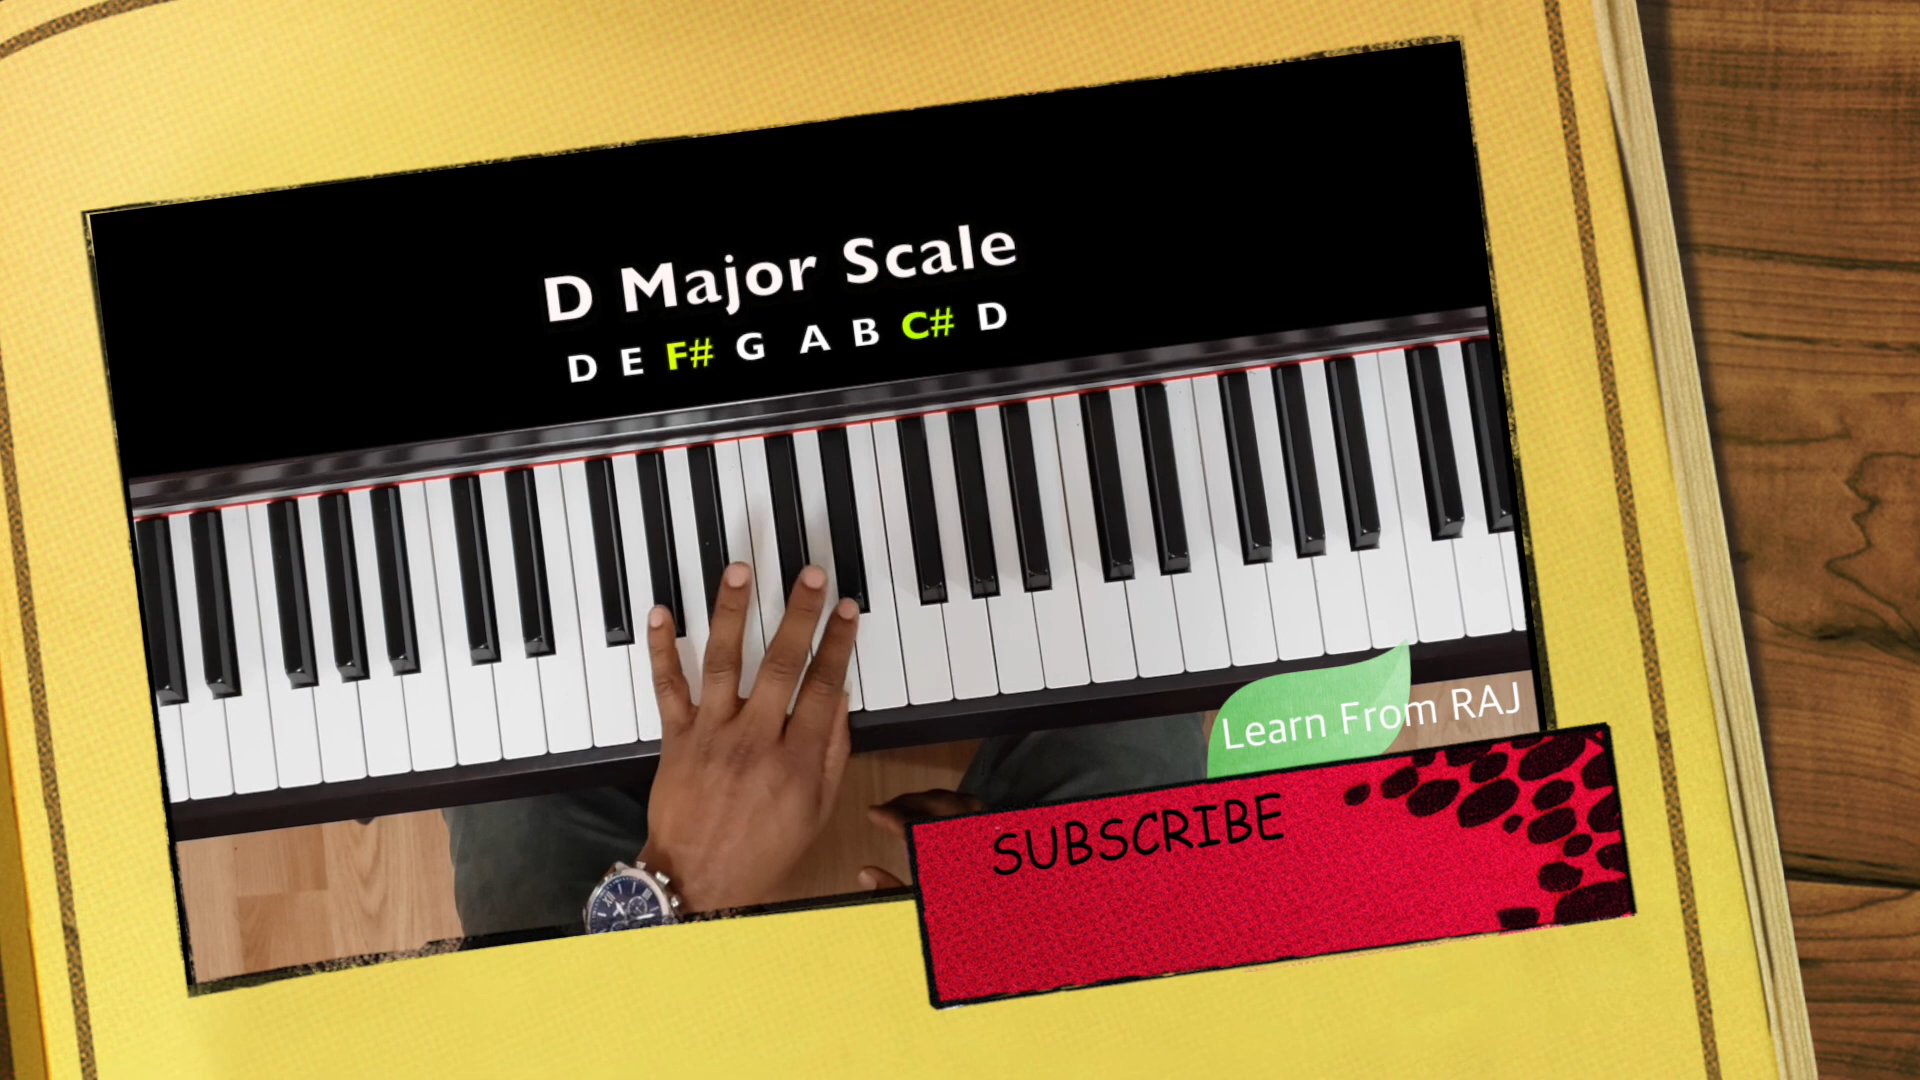 D Major Scale
D E F# G A B C# D
Learn From RAJ
SUBSCRIBE